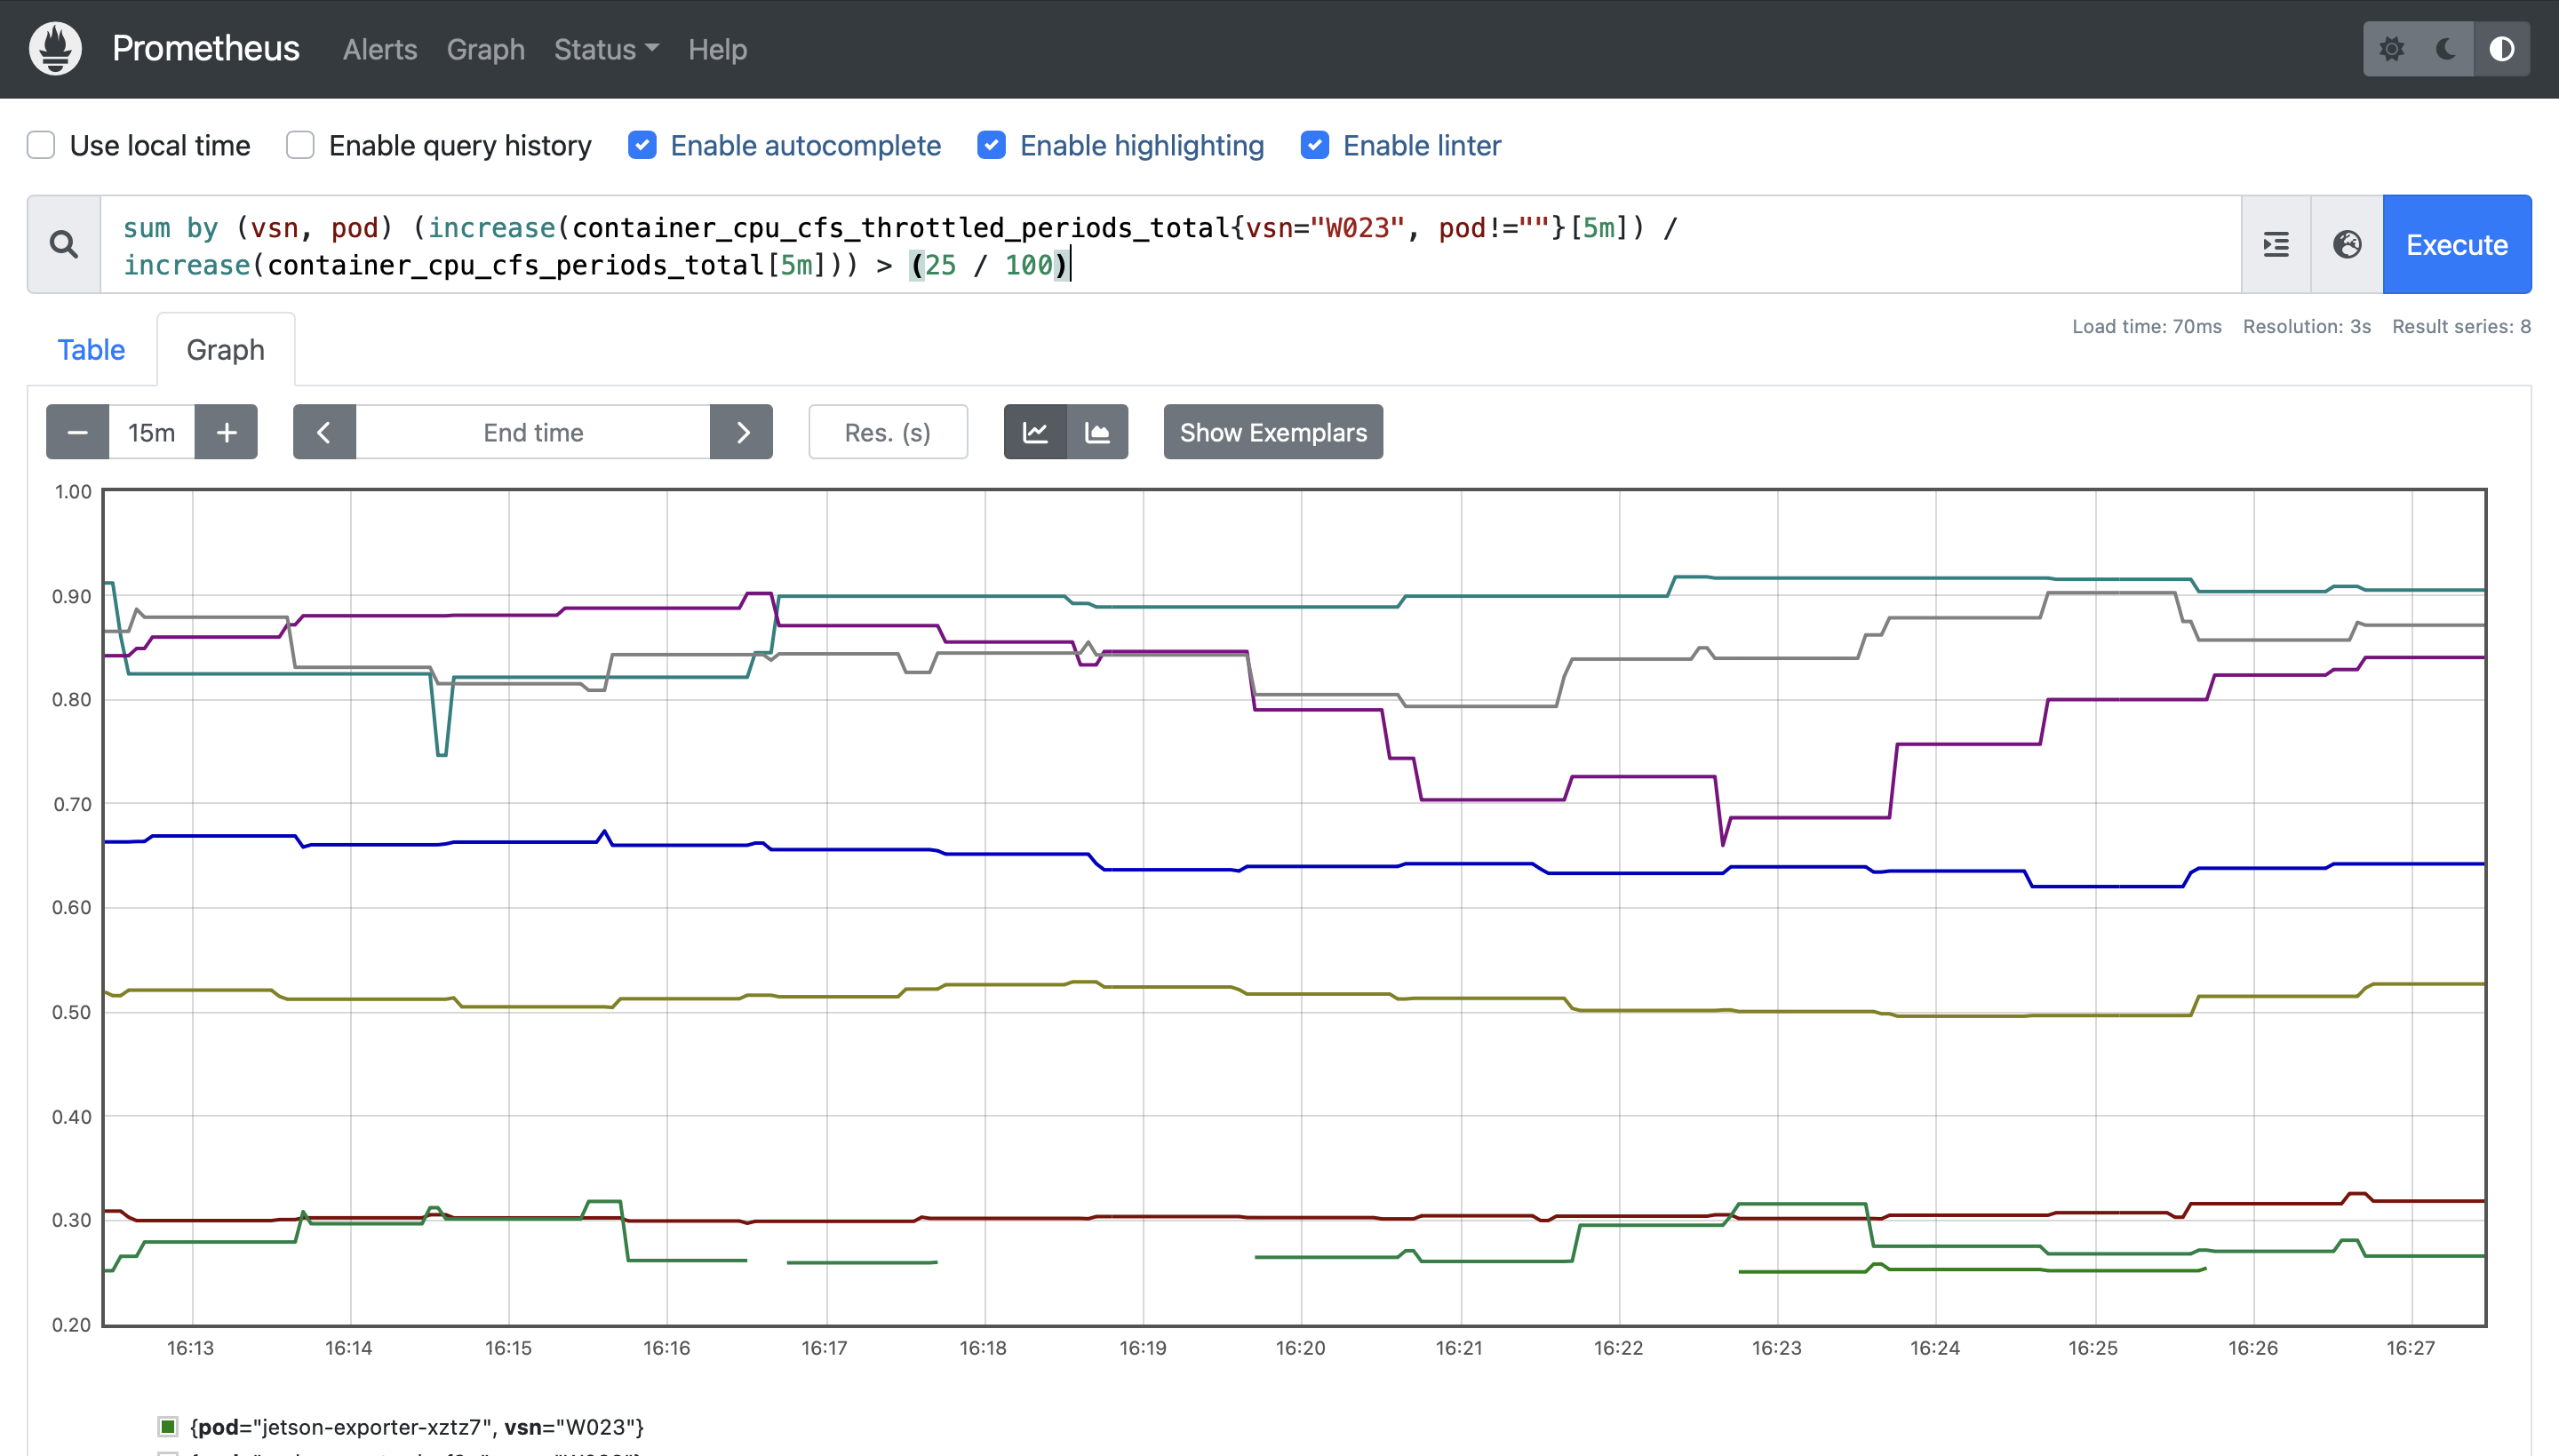 Prometheus Alerts Graph Status Help
Use local time Enable query history Enable autocomplete Enable highlighting Enable linter
sum by (vsn, pod) (increase(container_cpu_cfs_throttled_periods_total{vsn="W023", pod!=""}[5m]) /
increase(container_cpu_cfs_periods_total[5m])) > (25 / 100)
Execute
Load time: 70ms Resolution: 3s Result series: 8
Table Graph
15m End time Res. (s) Show Exemplars
1.00
0.90
0.80
0.70
0.60
0.50
0.40
0.30
0.20
16:13 16:14 16:15 16:16 16:17 16:18 16:19 16:20 16:21 16:22 16:23 16:24 16:25 16:26 16:27
{pod="jetson-exporter-xztz7", vsn="W023"}